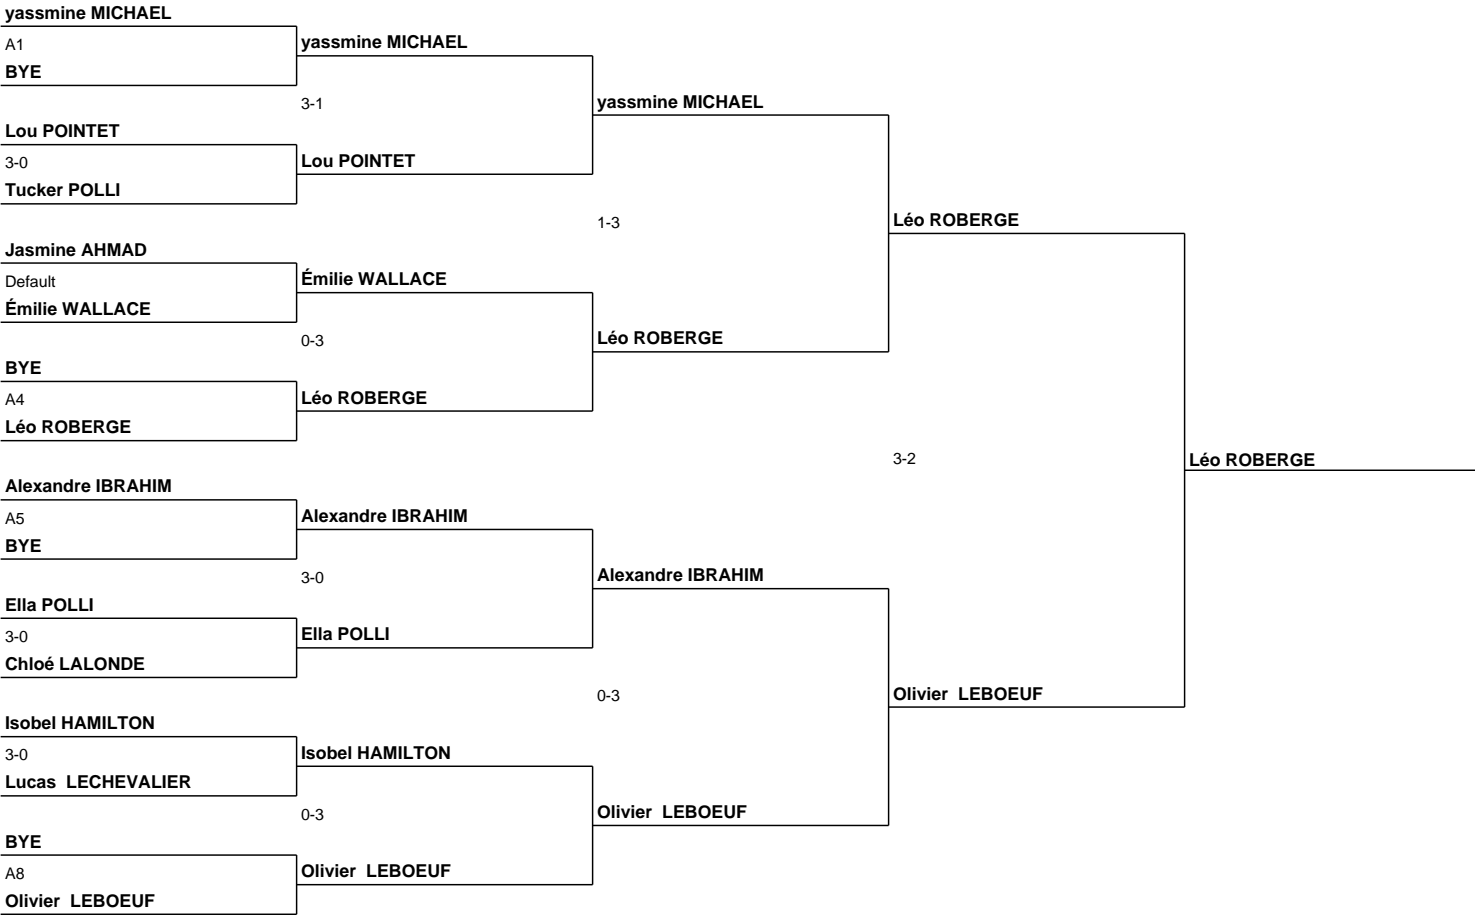 yassmine MICHAEL
A1
yassmine MICHAEL
BYE
3-1
yassmine MICHAEL
Lou POINTET
3-0
Lou POINTET
Tucker POLLI
1-3
Léo ROBERGE
Jasmine AHMAD
Default
Émilie WALLACE
Émilie WALLACE
0-3
Léo ROBERGE
BYE
A4
Léo ROBERGE
Léo ROBERGE
3-2
Léo ROBERGE
Alexandre IBRAHIM
A5
Alexandre IBRAHIM
BYE
3-0
Alexandre IBRAHIM
Ella POLLI
3-0
Ella POLLI
Chloé LALONDE
0-3
Olivier LEBOEUF
Isobel HAMILTON
3-0
Isobel HAMILTON
Lucas LECHEVALIER
0-3
Olivier LEBOEUF
BYE
A8
Olivier LEBOEUF
Olivier LEBOEUF